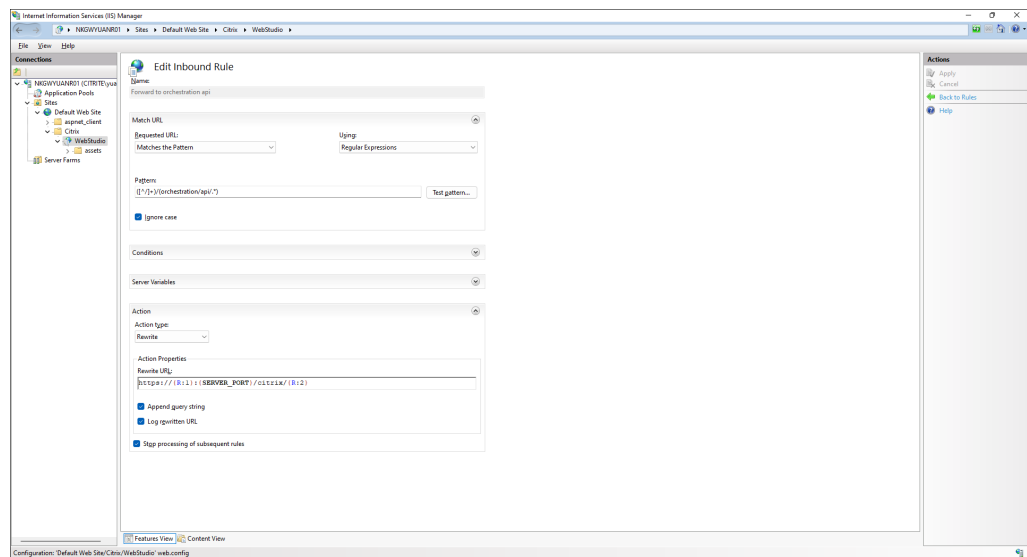 Internet Information Services (IIS) Manager
NKGWYUANR01 › Sites › Default Web Site › Citrix › WebStudio ›
File View Help
Connections
NKGWYUANR01 (CITRITE\yua
Application Pools
Sites
Default Web Site
aspnet_client
Citrix
WebStudio
assets
Server Farms
Edit Inbound Rule
Name:
Forward to orchestration api
Match URL
Requested URL: Using:
Matches the Pattern Regular Expressions
Pattern:
([^/]+)/(orchestration/api/.*) Test pattern...
Ignore case
Conditions
Server Variables
Action
Action type:
Rewrite
Action Properties
Rewrite URL:
https://{R:1}:{SERVER_PORT}/citrix/{R:2}
Append query string
Log rewritten URL
Stop processing of subsequent rules
Features View Content View
Actions
Apply
Cancel
Back to Rules
Help
Configuration: 'Default Web Site/Citrix/WebStudio' web.config